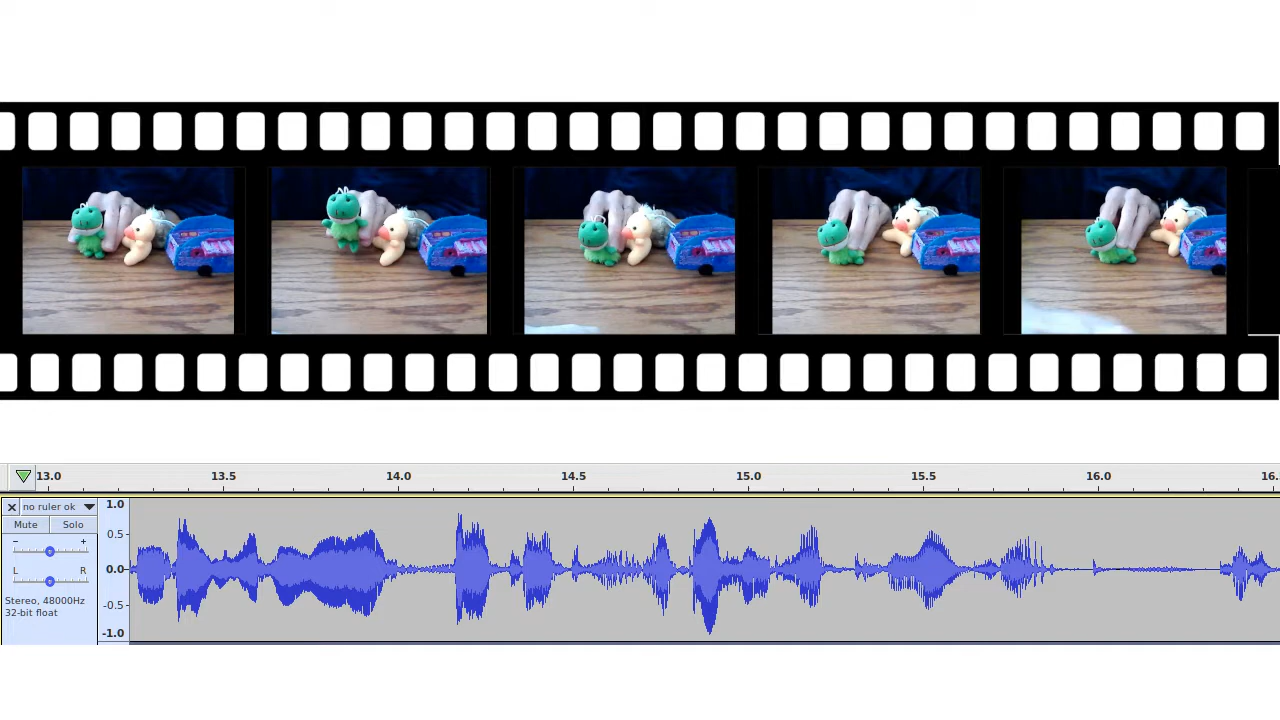 13.0 13.5 14.0 14.5 15.0 15.5 16.0 16.
no ruler ok 1.0
Mute Solo
- + 0.5
0.0
L R
Stereo, 48000Hz -0.5
32-bit float
-1.0